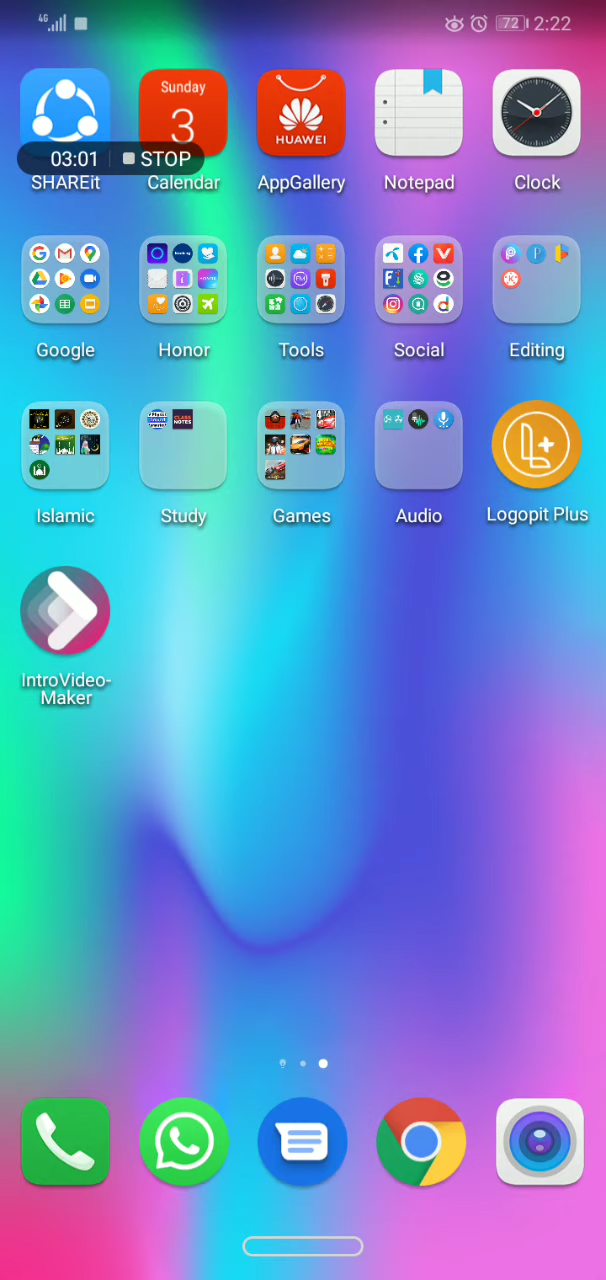 4G 72 2:22
Sunday
3
HUAWEI
03:01 STOP
SHAREit Calendar AppGallery Notepad Clock
Google Honor Tools Social Editing
CLASS
NOTES
Islamic Study Games Audio Logopit Plus
IntroVideo-
Maker